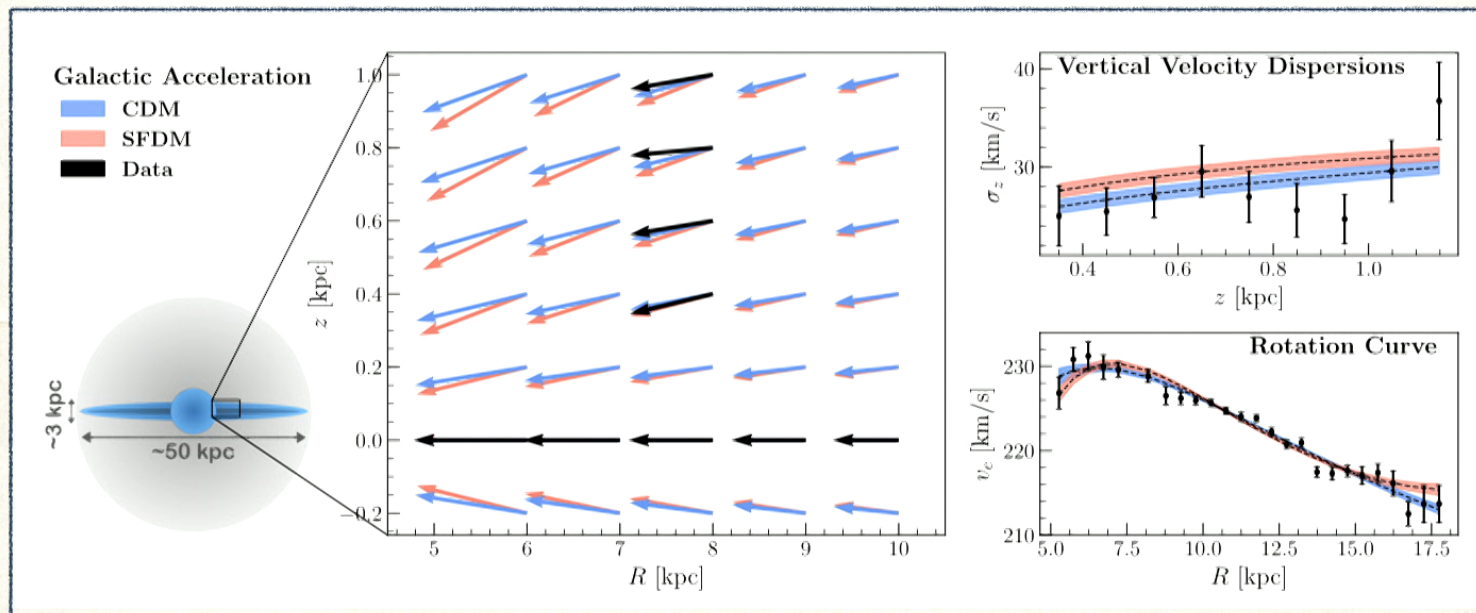 Galactic Acceleration
CDM
SFDM
Data
~3 kpc
~50 kpc
z [kpc]
1.0
0.8
0.6
0.4
0.2
0.0
−0.2
5 6 7 8 9 10
R [kpc]
Vertical Velocity Dispersions
σz [km/s]
40
30
0.4 0.6 0.8 1.0
z [kpc]
Rotation Curve
vc [km/s]
230
220
210
5.0 7.5 10.0 12.5 15.0 17.5
R [kpc]